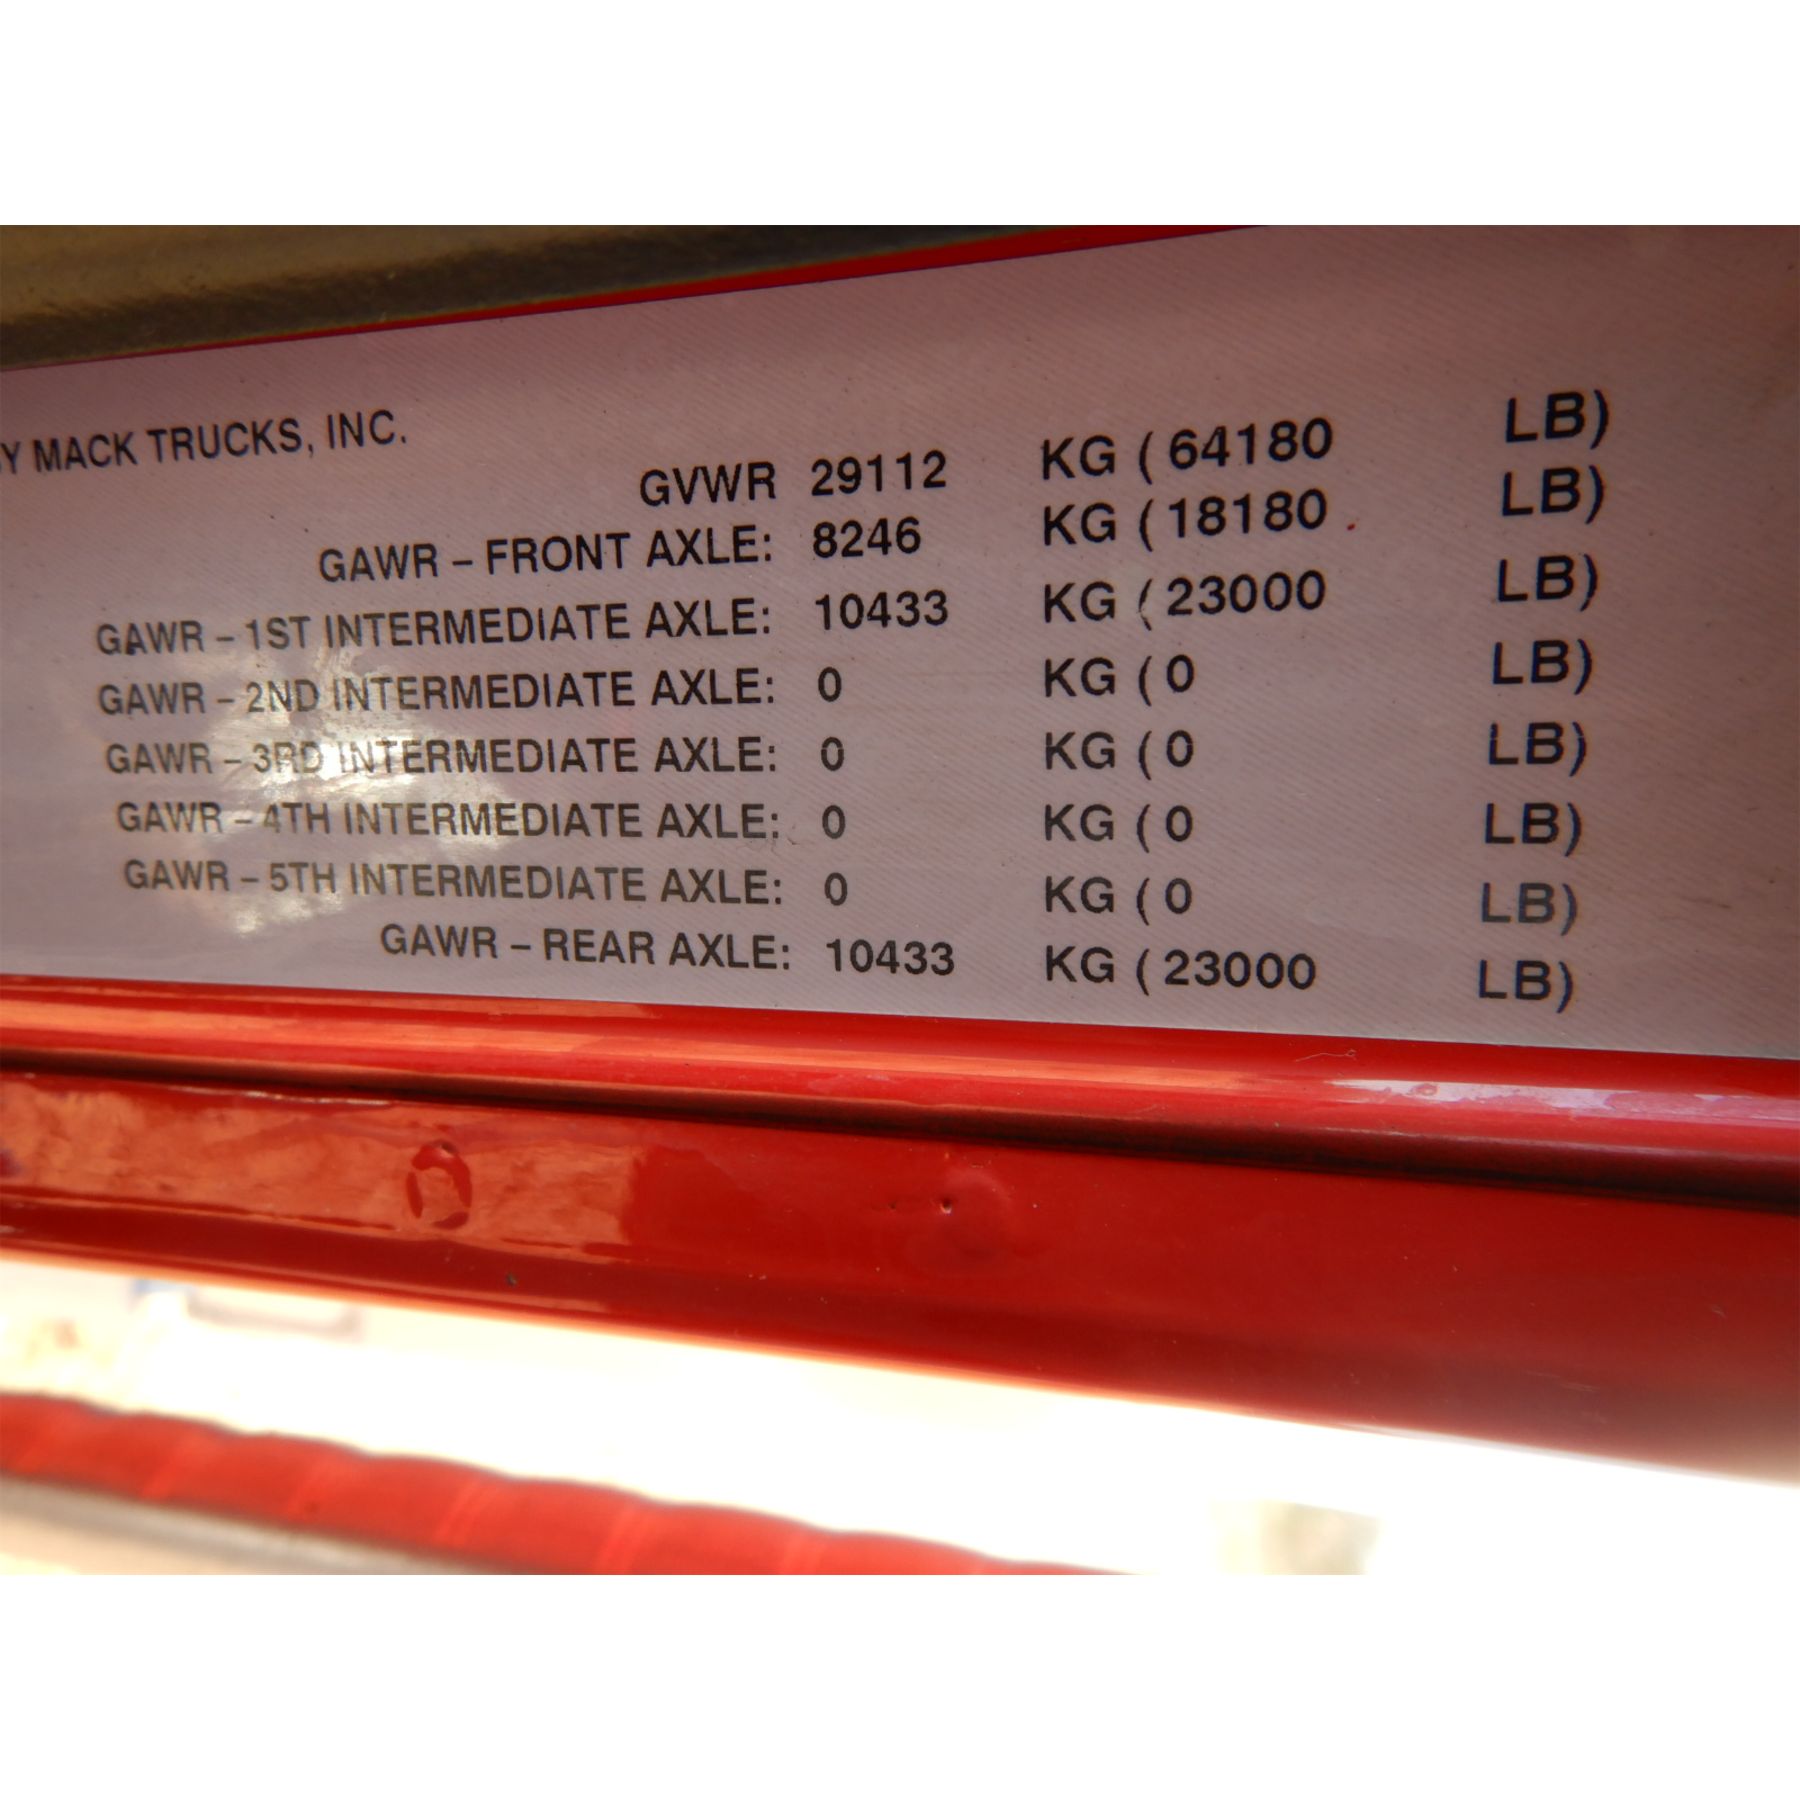 BY MACK TRUCKS, INC.
GVWR 29112 KG (64180 LB)
GAWR – FRONT AXLE: 8246 KG (18180 LB)
GAWR – 1ST INTERMEDIATE AXLE: 10433 KG (23000 LB)
GAWR – 2ND INTERMEDIATE AXLE: 0 KG (0 LB)
GAWR – 3RD INTERMEDIATE AXLE: 0 KG (0 LB)
GAWR – 4TH INTERMEDIATE AXLE: 0 KG (0 LB)
GAWR – 5TH INTERMEDIATE AXLE: 0 KG (0 LB)
GAWR – REAR AXLE: 10433 KG (23000 LB)